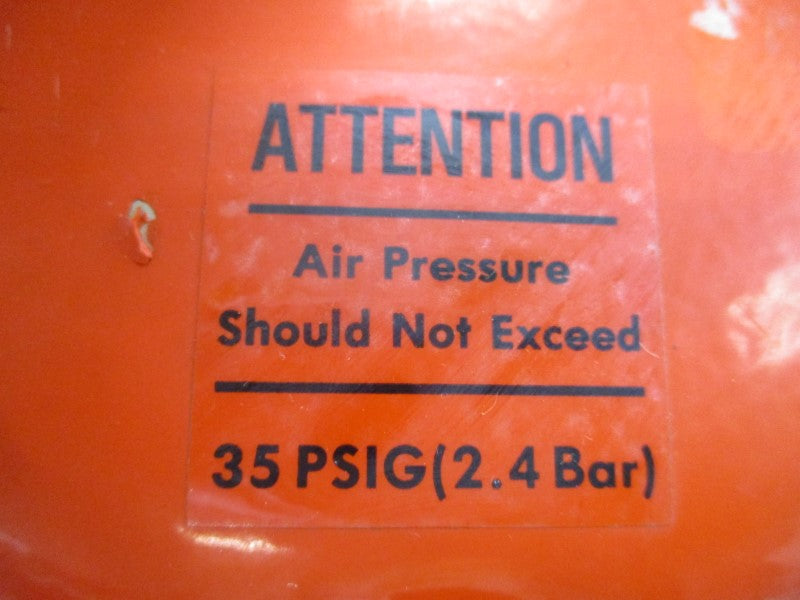 ATTENTION
Air Pressure
Should Not Exceed
35 PSIG(2.4 Bar)